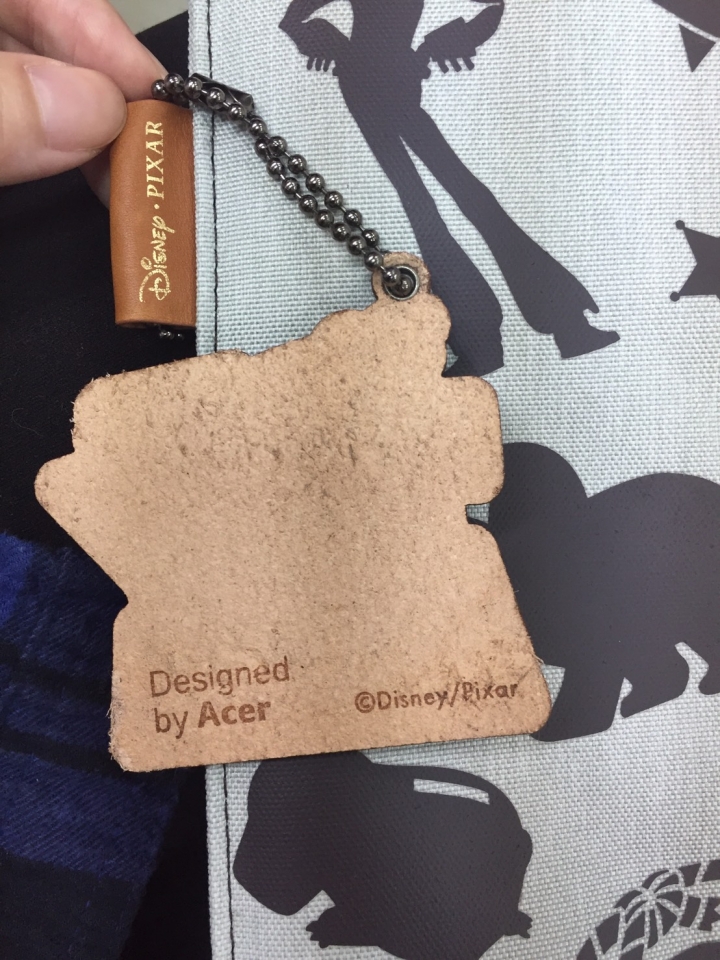 Disney • PIXAR
Designed
by Acer
©Disney/Pixar